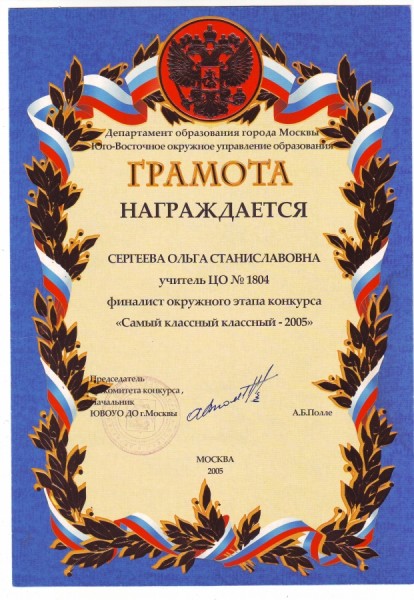 Департамент образования города Москвы
Юго-Восточное окружное управление образования
ГРАМОТА
НАГРАЖДАЕТСЯ
СЕРГЕЕВА ОЛЬГА СТАНИСЛАВОВНА
учитель ЦО № 1804
финалист окружного этапа конкурса
«Самый классный классный - 2005»
Председатель
оргкомитета конкурса ,
Начальник
ЮВОУО ДО г.Москвы
А.Б.Полле
МОСКВА
2005